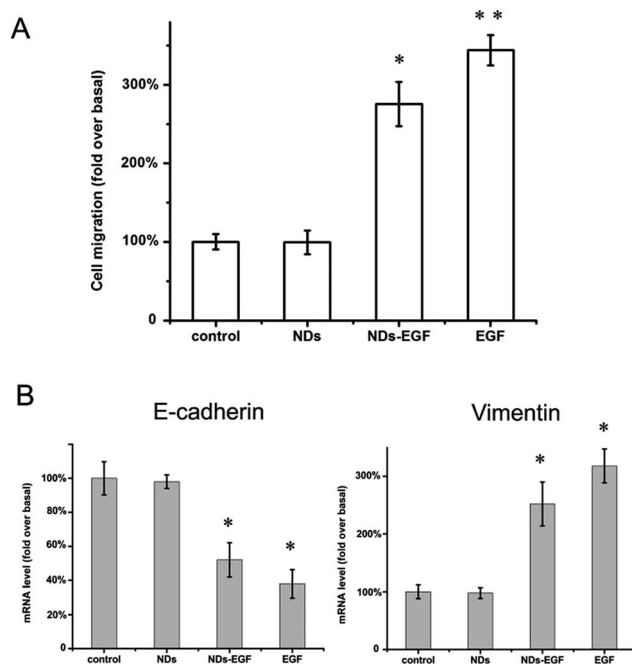 A
Cell migration (fold over basal)
300%
200%
100%
0
*
* *
control NDs NDs-EGF EGF
B
E-cadherin
mRNA level (fold over basal)
100%
80%
60%
40%
20%
*
*
control NDs NDs-EGF EGF
Vimentin
mRNA level (fold over basal)
300%
200%
100%
0
*
*
control NDs NDs-EGF EGF